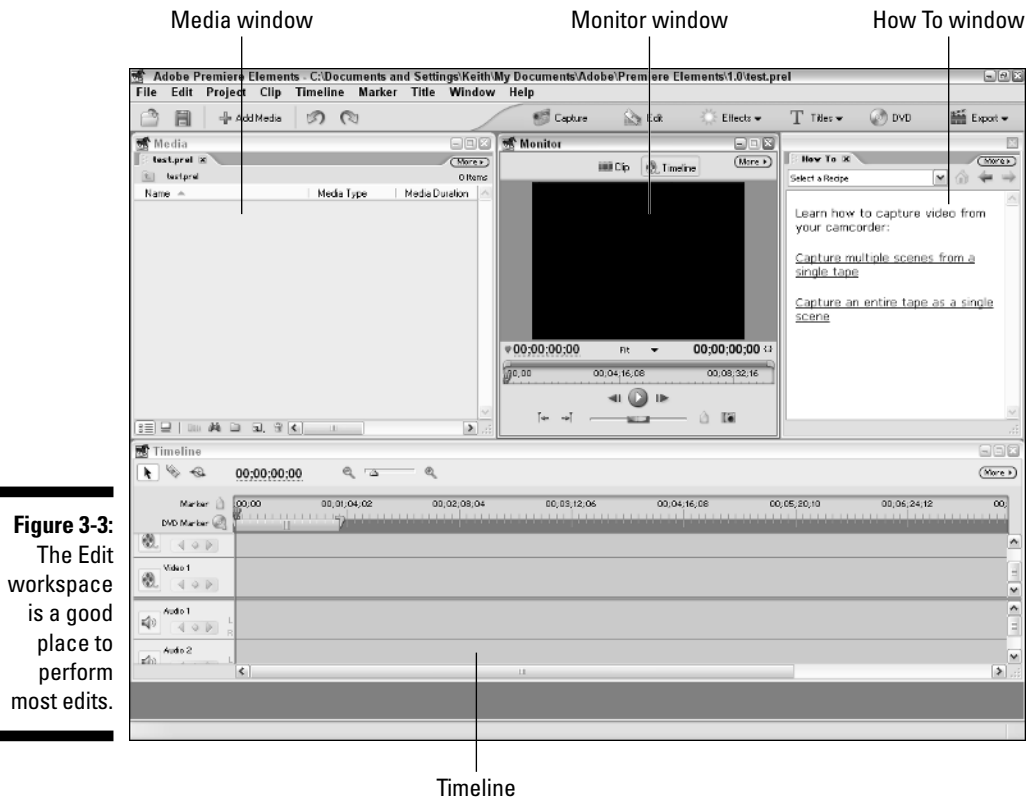 Media window
Monitor window
How To window
Adobe Premiere Elements - C:\Documents and Settings\Keith\My Documents\Adobe\Premiere Elements\1.0\test.prel
File Edit Project Clip Timeline Marker Title Window Help
Add Media
Capture
Edit
Effects
Titles
DVD
Export
Media
test.prel
More
test.prel
0 Items
Name
Media Type
Media Duration
Monitor
Clip
Timeline
More
00;00;00;00
Fit
00;00;00;00
00;00
00;04;16;08
00;08;32;16
How To
More
Select a Recipe
Learn how to capture video from
your camcorder:
Capture multiple scenes from a
single tape
Capture an entire tape as a single
scene
Timeline
00;00;00;00
More
Marker
00;00
00;01;04;02
00;02;08;04
00;03;12;06
00;04;16;08
00;05;20;10
00;06;24;12
00;
DVD Marker
Video 1
Audio 1
L
R
Audio 2
L
Figure 3-3:
The Edit
workspace
is a good
place to
perform
most edits.
Timeline